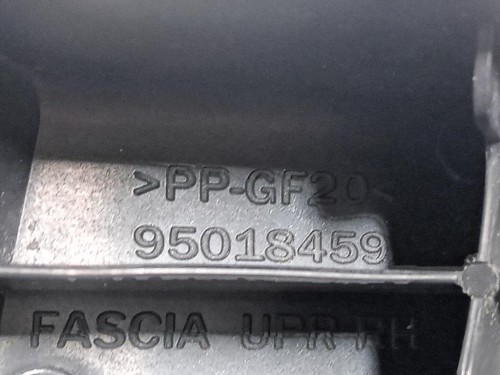 >PP-GF20<
95018459
FASCIA UPR RH